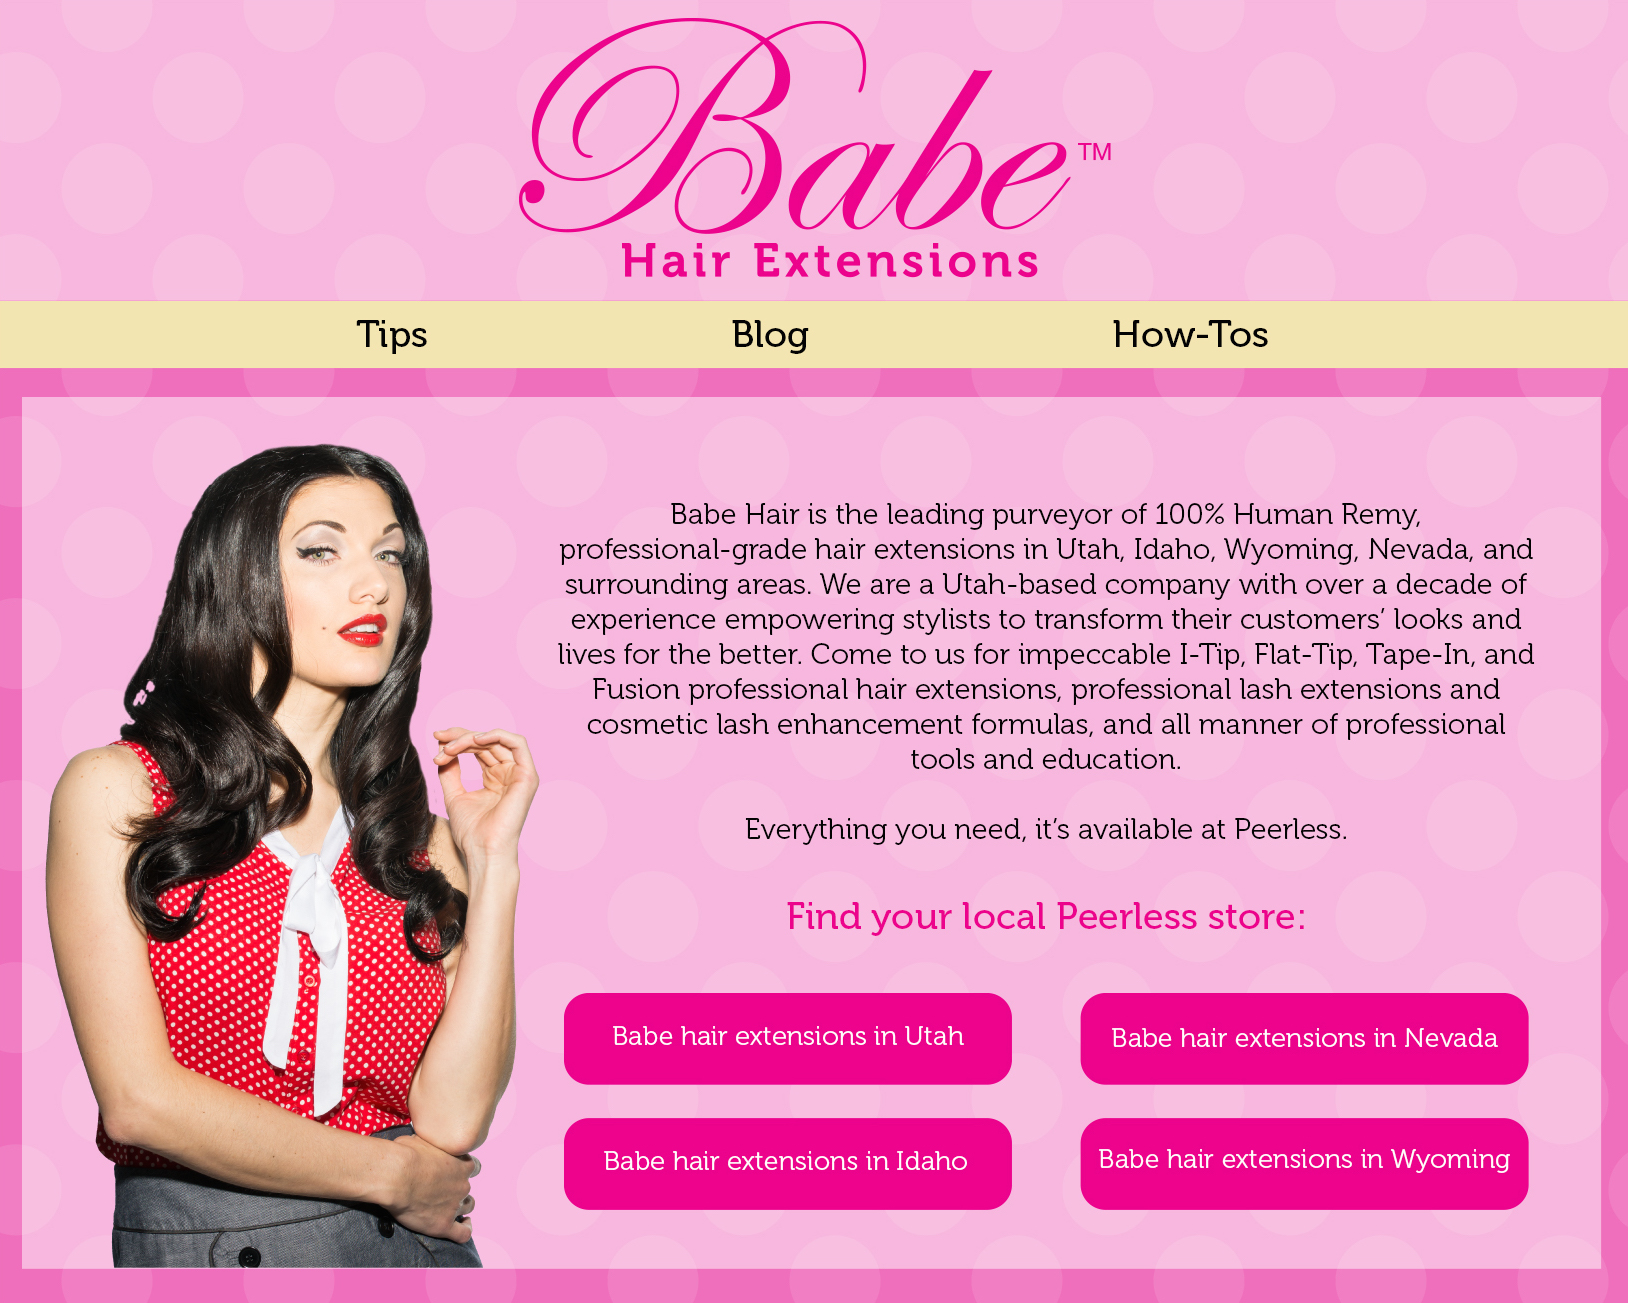 Babe™
Hair Extensions
Tips Blog How-Tos
Babe Hair is the leading purveyor of 100% Human Remy,
professional-grade hair extensions in Utah, Idaho, Wyoming, Nevada, and
surrounding areas. We are a Utah-based company with over a decade of
experience empowering stylists to transform their customers’ looks and
lives for the better. Come to us for impeccable I-Tip, Flat-Tip, Tape-In, and
Fusion professional hair extensions, professional lash extensions and
cosmetic lash enhancement formulas, and all manner of professional
tools and education.
Everything you need, it’s available at Peerless.
Find your local Peerless store:
Babe hair extensions in Utah
Babe hair extensions in Nevada
Babe hair extensions in Idaho
Babe hair extensions in Wyoming